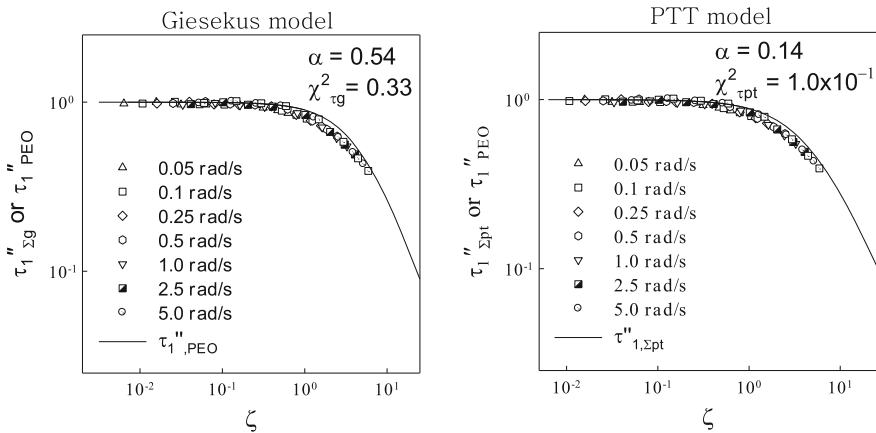 Giesekus model
α = 0.54
χ²τg = 0.33
10⁰
10⁻¹
τ₁″Σg or τ₁″PEO
0.05 rad/s
0.1 rad/s
0.25 rad/s
0.5 rad/s
1.0 rad/s
2.5 rad/s
5.0 rad/s
τ₁″,PEO
10⁻² 10⁻¹ 10⁰ 10¹
ζ
PTT model
α = 0.14
χ²τpt = 1.0x10⁻¹
10⁰
10⁻¹
τ₁″Σpt or τ₁″PEO
0.05 rad/s
0.1 rad/s
0.25 rad/s
0.5 rad/s
1.0 rad/s
2.5 rad/s
5.0 rad/s
τ″1,Σpt
10⁻² 10⁻¹ 10⁰ 10¹
ζ